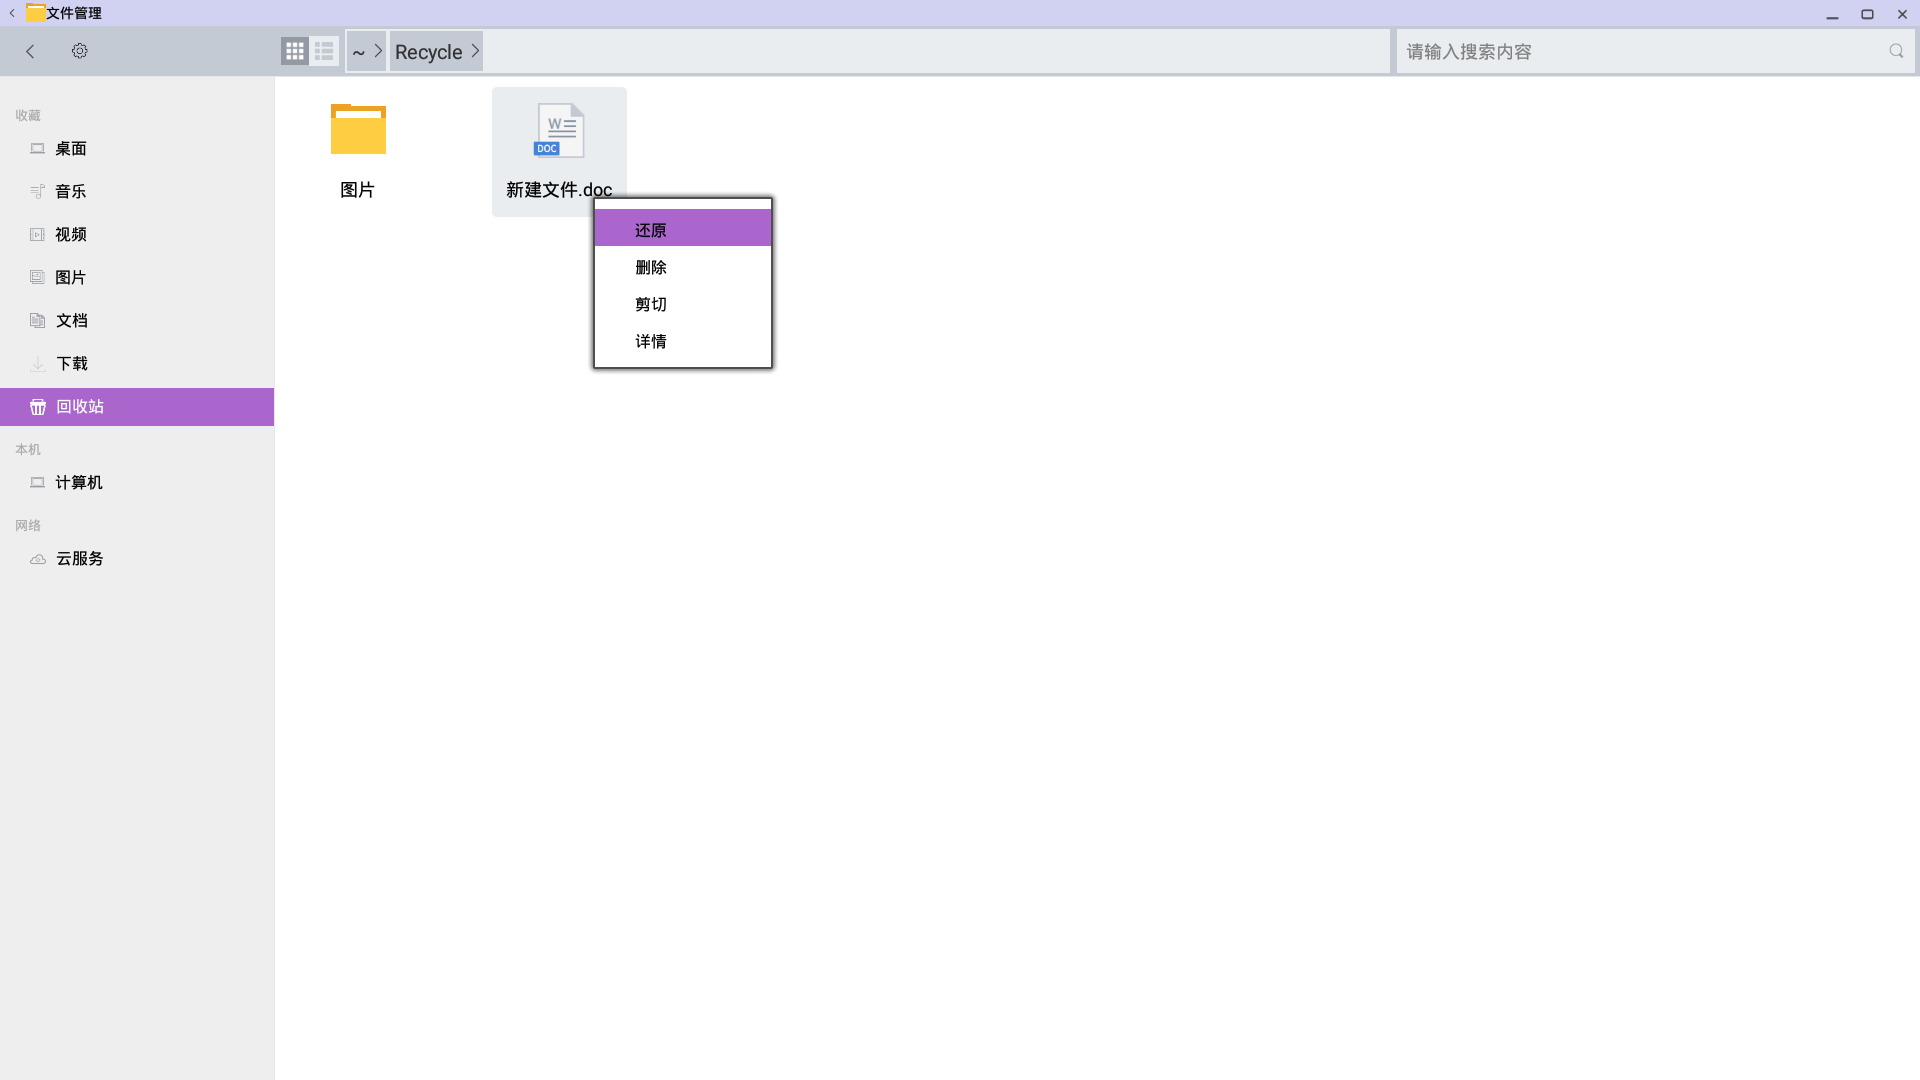 文件管理
~
Recycle
请输入搜索内容
收藏
桌面
音乐
视频
图片
文档
下载
回收站
本机
计算机
网络
云服务
图片
W
DOC
新建文件.doc
还原
删除
剪切
详情